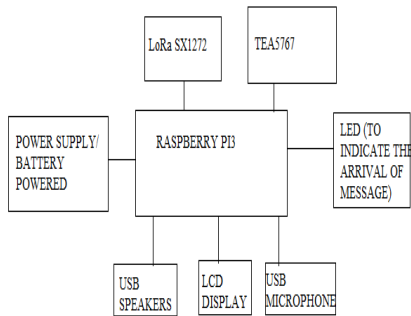 LoRa SX1272
TEA5767
POWER SUPPLY/
BATTERY
POWERED
RASPBERRY PI3
LED (TO
INDICATE THE
ARRIVAL OF
MESSAGE)
USB
SPEAKERS
LCD
DISPLAY
USB
MICROPHONE